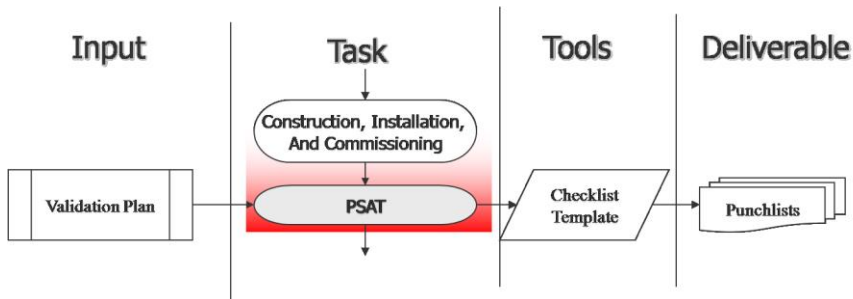 Input
Task
Tools
Deliverable
Construction, Installation,
And Commissioning
Validation Plan
PSAT
Checklist
Template
Punchlists